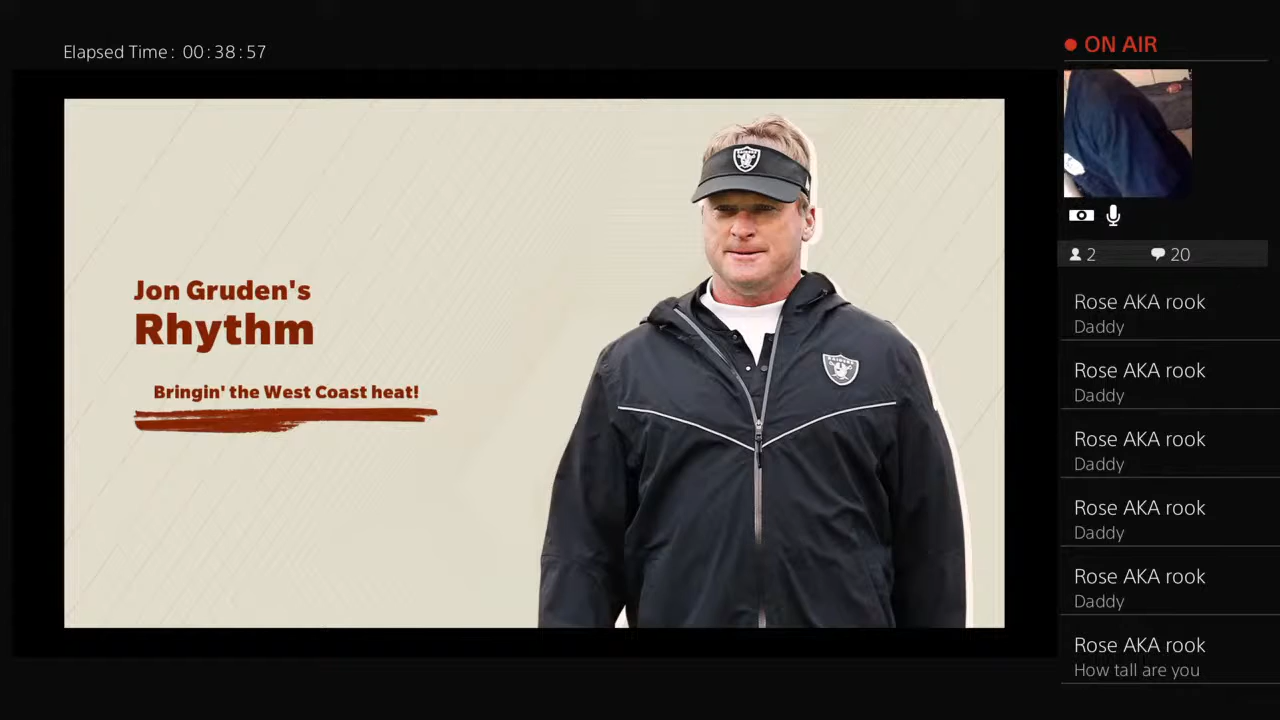 Elapsed Time: 00:38:57
ON AIR
Jon Gruden's
Rhythm
Bringin' the West Coast heat!
RAIDERS
RAIDERS
2 20
Rose AKA rook
Daddy
Rose AKA rook
Daddy
Rose AKA rook
Daddy
Rose AKA rook
Daddy
Rose AKA rook
Daddy
Rose AKA rook
How tall are you